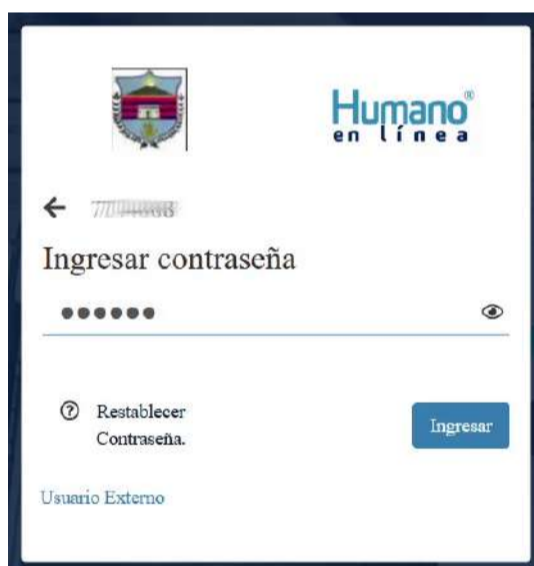 Humano®
en línea
Ingresar contraseña
Restablecer
Contraseña.
Ingresar
Usuario Externo